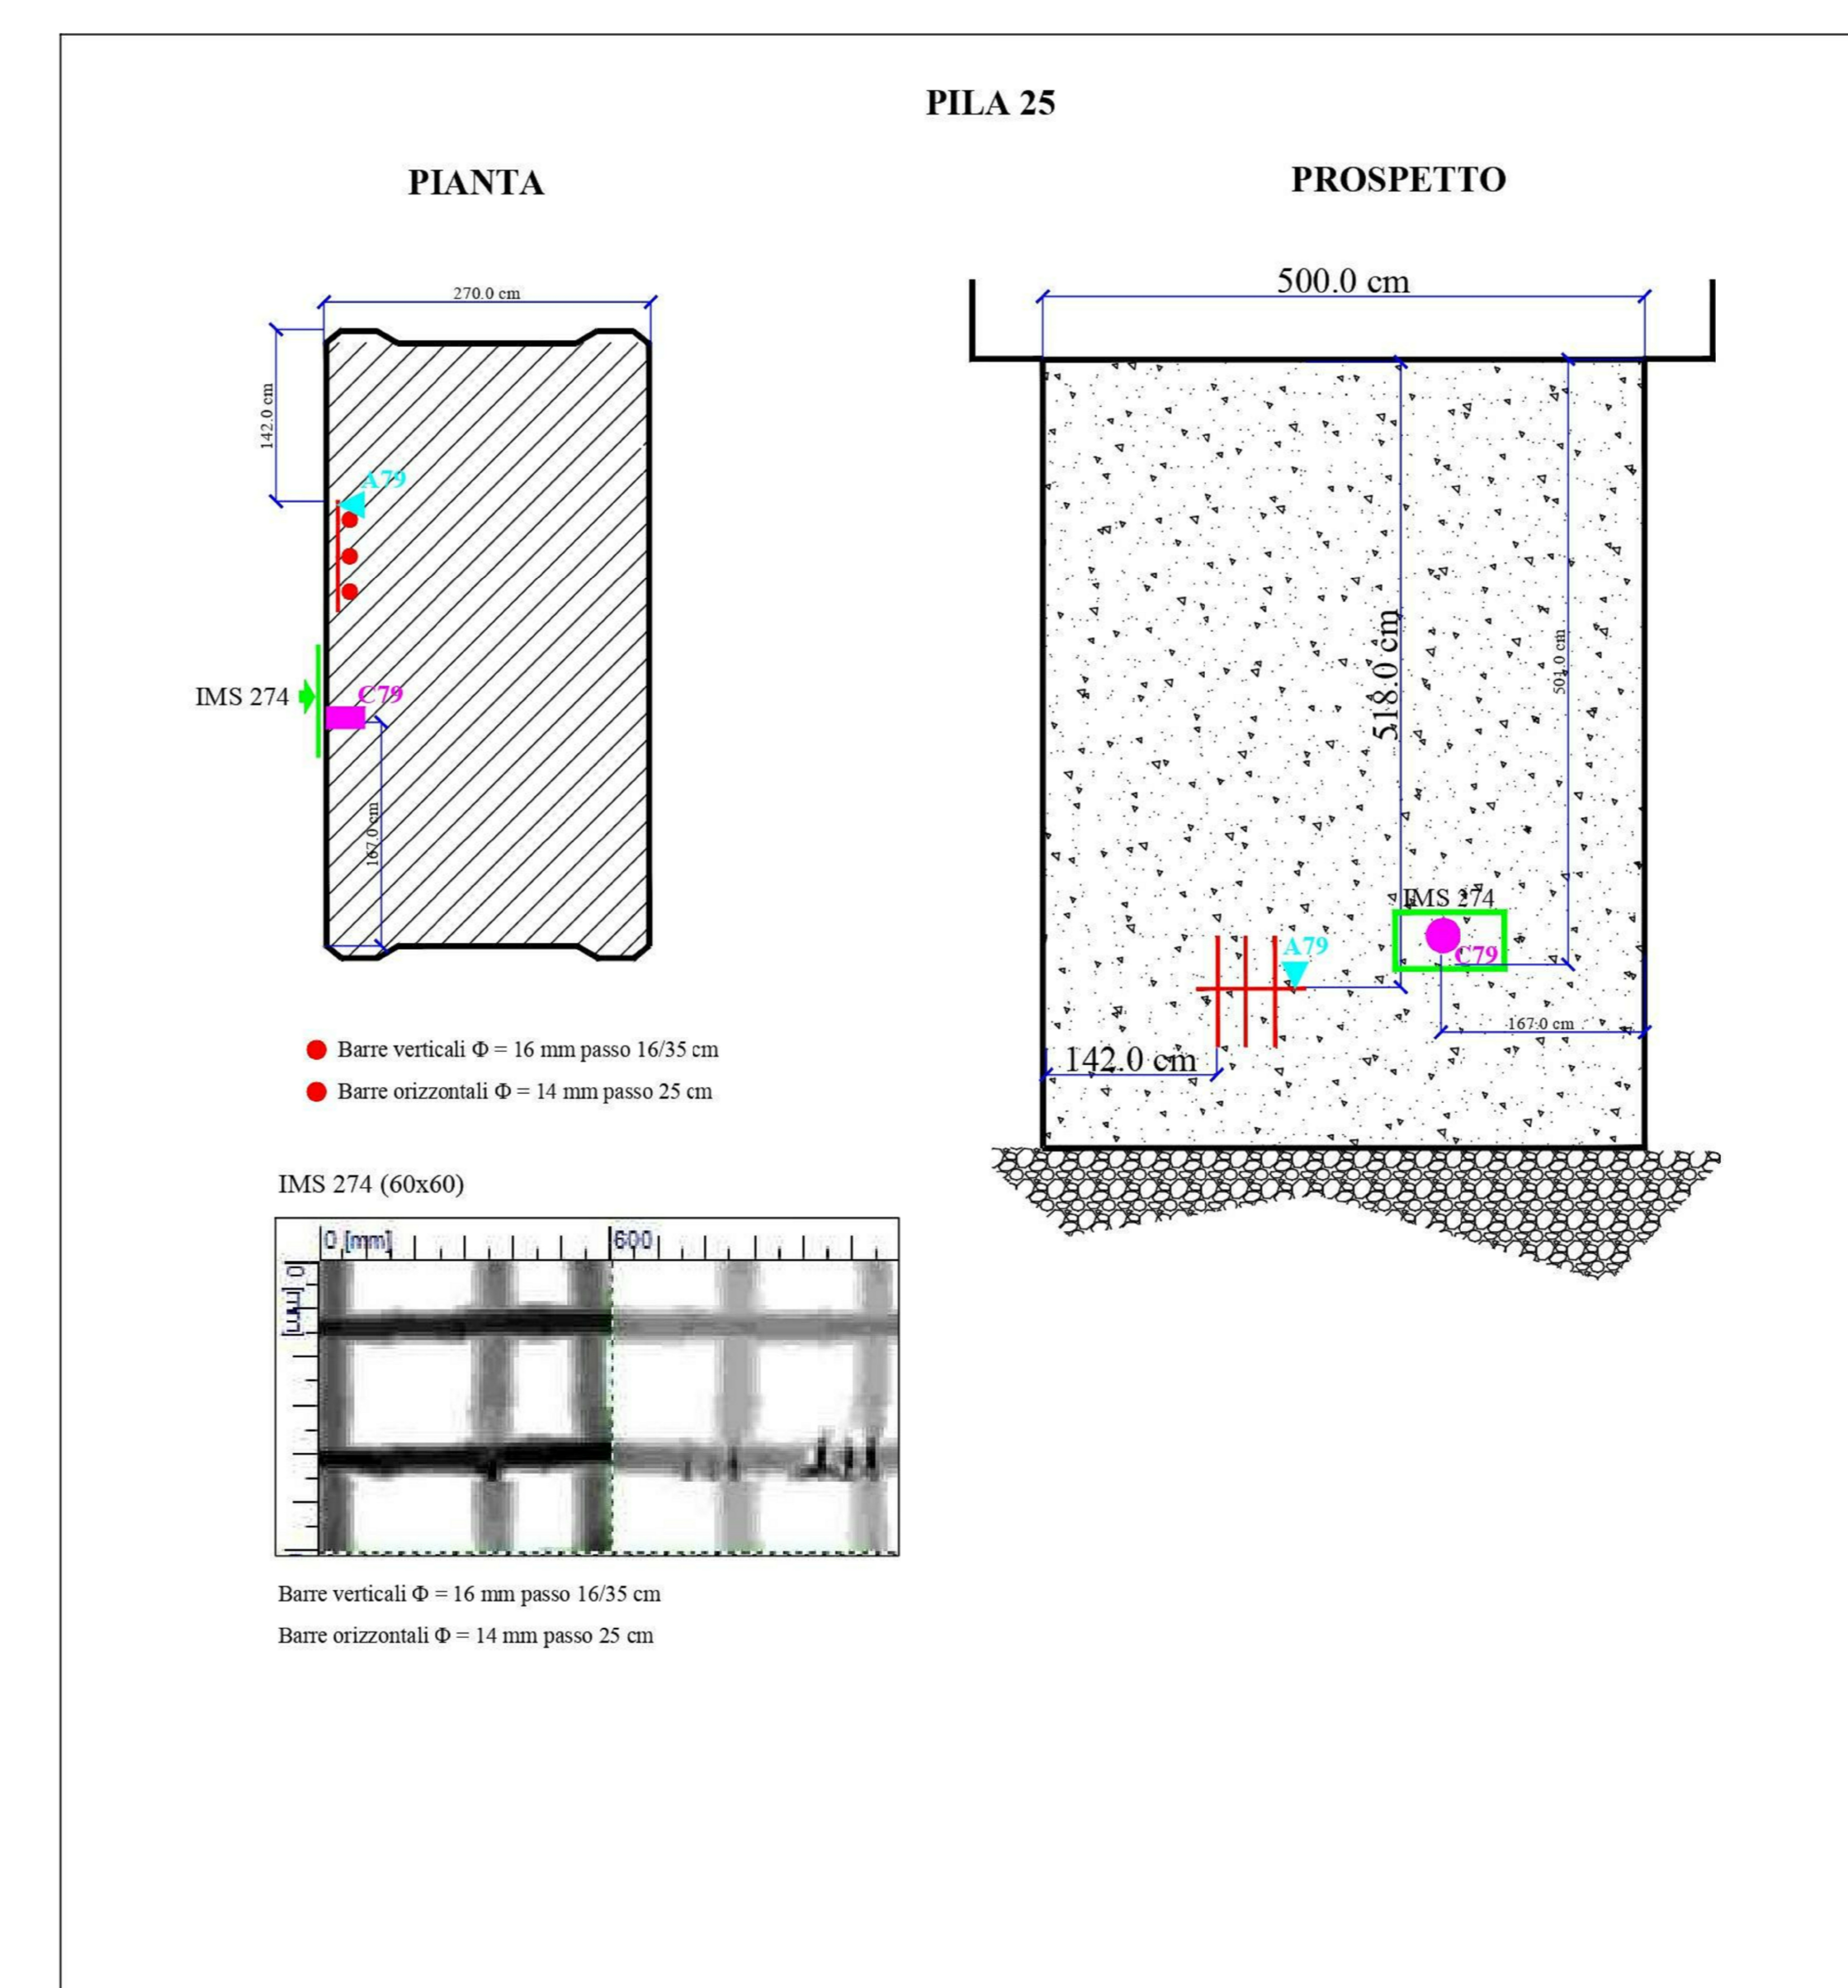 PILA 25
PIANTA
PROSPETTO
270.0 cm
142.0 cm
A79
IMS 274
C79
167.0 cm
500.0 cm
518.0 cm
501.0 cm
IMS 274
C79
A79
167.0 cm
142.0 cm
Barre verticali Φ = 16 mm passo 16/35 cm
Barre orizzontali Φ = 14 mm passo 25 cm
IMS 274 (60x60)
0 [mm]
600
0
[mm]
Barre verticali Φ = 16 mm passo 16/35 cm
Barre orizzontali Φ = 14 mm passo 25 cm